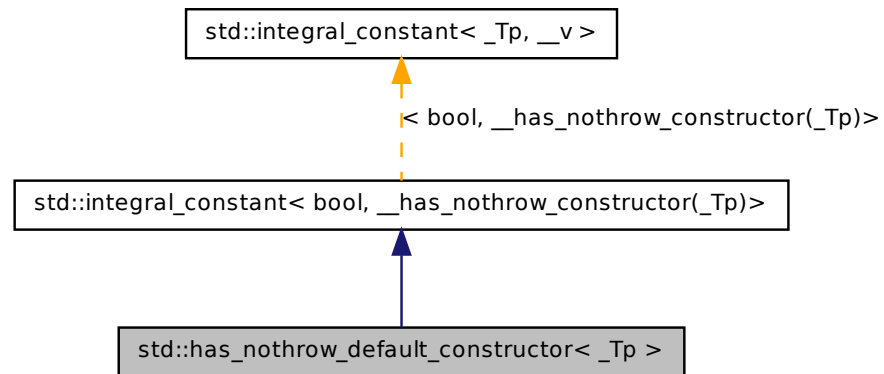 std::integral_constant< _Tp, __v >
< bool, __has_nothrow_constructor(_Tp)>
std::integral_constant< bool, __has_nothrow_constructor(_Tp)>
std::has_nothrow_default_constructor< _Tp >